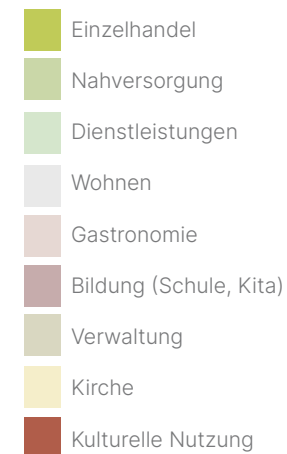 Einzelhandel
Nahversorgung
Dienstleistungen
Wohnen
Gastronomie
Bildung (Schule, Kita)
Verwaltung
Kirche
Kulturelle Nutzung